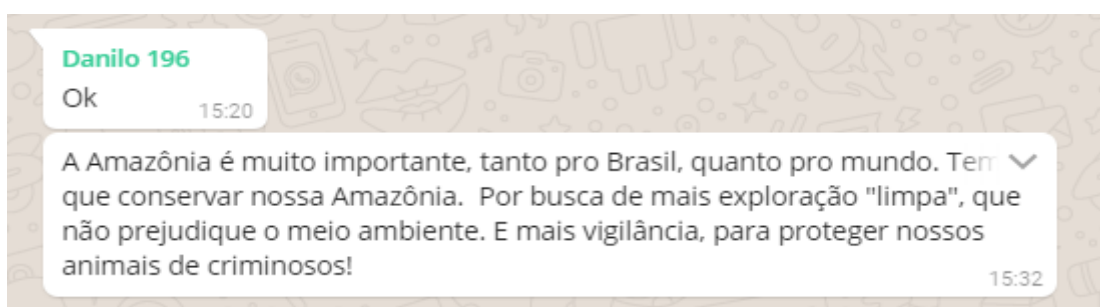 Danilo 196
Ok
15:20
A Amazônia é muito importante, tanto pro Brasil, quanto pro mundo. Tem
que conservar nossa Amazônia.  Por busca de mais exploração "limpa", que
não prejudique o meio ambiente. E mais vigilância, para proteger nossos
animais de criminosos!
15:32